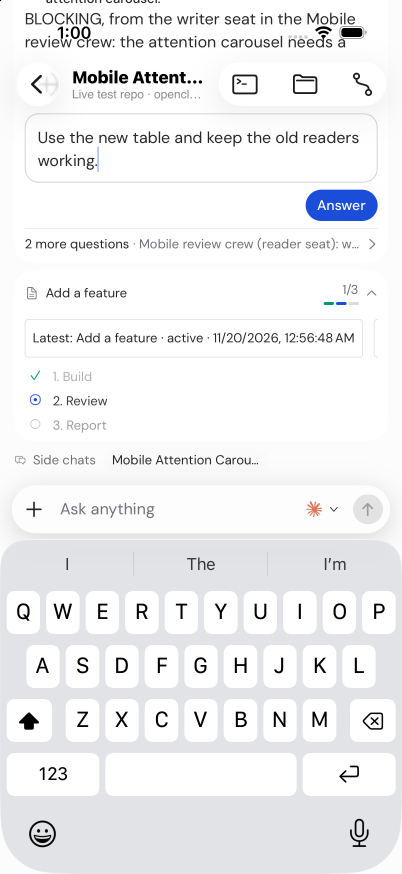 attention carousel.
BLOCKING, from the writer seat in the Mobile
1:00
review crew: the attention carousel needs a
Mobile Attent...
Live test repo · opencl...
Use the new table and keep the old readers
working.
Answer
2 more questions · Mobile review crew (reader seat): w...
Add a feature
1/3
Latest: Add a feature · active · 11/20/2026, 12:56:48 AM
1. Build
2. Review
3. Report
Side chats
Mobile Attention Carou...
Ask anything
I The I'm
Q W E R T Y U I O P
A S D F G H J K L
Z X C V B N M
123